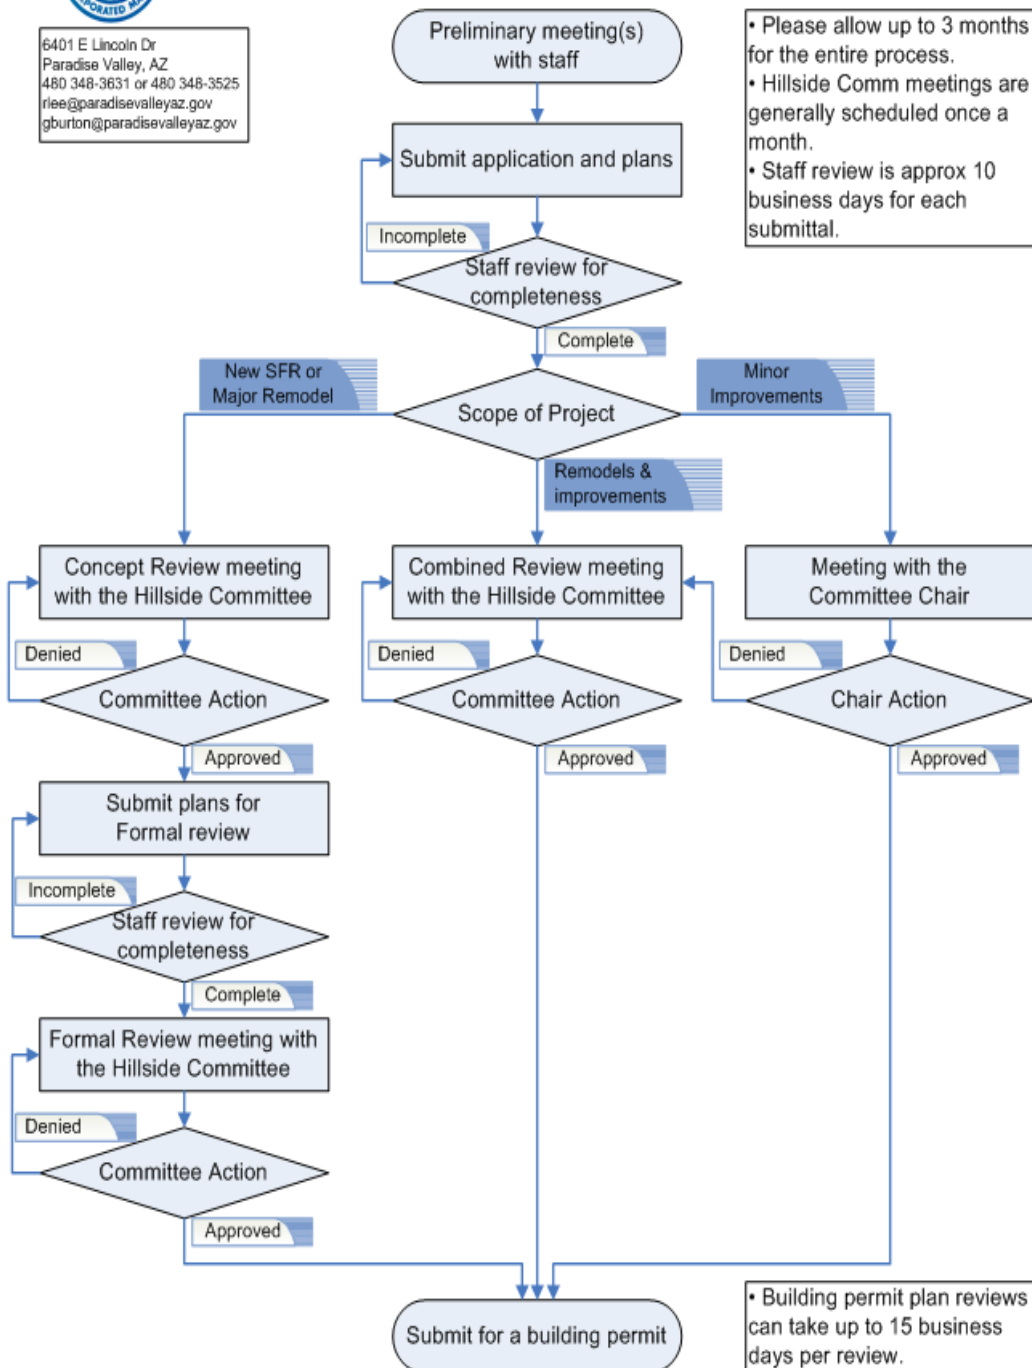 PORATED MA
6401 E Lincoln Dr
Paradise Valley, AZ
480 348-3631 or 480 348-3525
rlee@paradisevalleyaz.gov
gburton@paradisevalleyaz.gov
Preliminary meeting(s)
with staff
• Please allow up to 3 months
for the entire process.
• Hillside Comm meetings are
generally scheduled once a
month.
• Staff review is approx 10
business days for each
submittal.
Submit application and plans
Incomplete
Staff review for
completeness
Complete
Scope of Project
New SFR or
Major Remodel
Remodels &
improvements
Minor
Improvements
Concept Review meeting
with the Hillside Committee
Denied
Committee Action
Approved
Submit plans for
Formal review
Incomplete
Staff review for
completeness
Complete
Formal Review meeting with
the Hillside Committee
Denied
Committee Action
Approved
Combined Review meeting
with the Hillside Committee
Denied
Committee Action
Approved
Meeting with the
Committee Chair
Denied
Chair Action
Approved
Submit for a building permit
• Building permit plan reviews
can take up to 15 business
days per review.